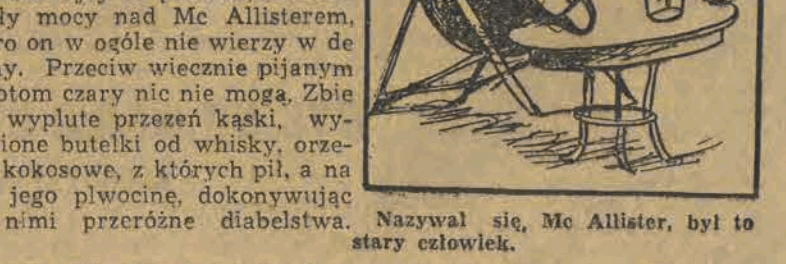 ły mocy nad Mc Allisterem,
ro on w ogóle nie wierzy w de
ny. Przeciw wiecznie pijanym
otom czary nic nie mogą. Zbie
wyplute przezeń kąski, wy-
ione butelki od whisky, orze-
kokosowe, z których pił, a na
jego plwocinę, dokonywując
nimi przeróżne diabelstwa.
Nazywał się, Mc Allister, był to
stary człowiek.